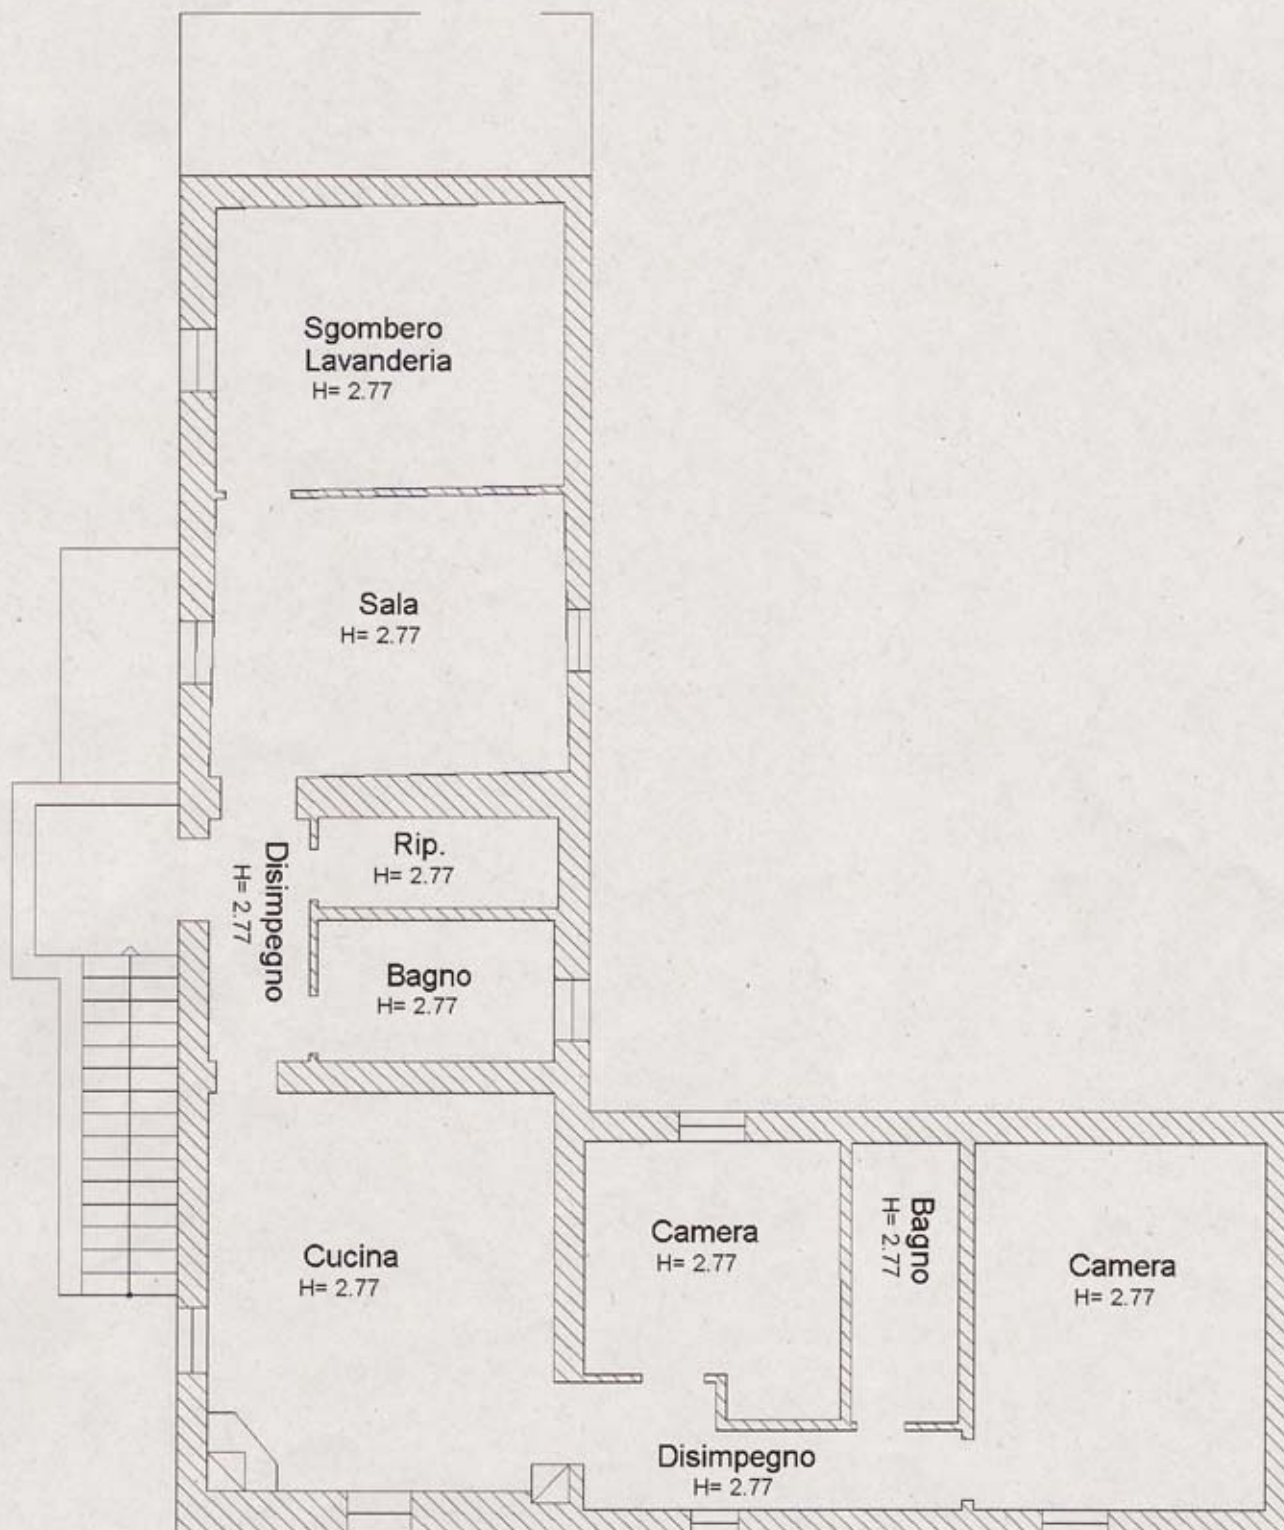 Sgombero
Lavanderia
H= 2.77
Sala
H= 2.77
Rip.
H= 2.77
Disimpegno
H= 2.77
Bagno
H= 2.77
Cucina
H= 2.77
Camera
H= 2.77
Bagno
H= 2.77
Camera
H= 2.77
Disimpegno
H= 2.77